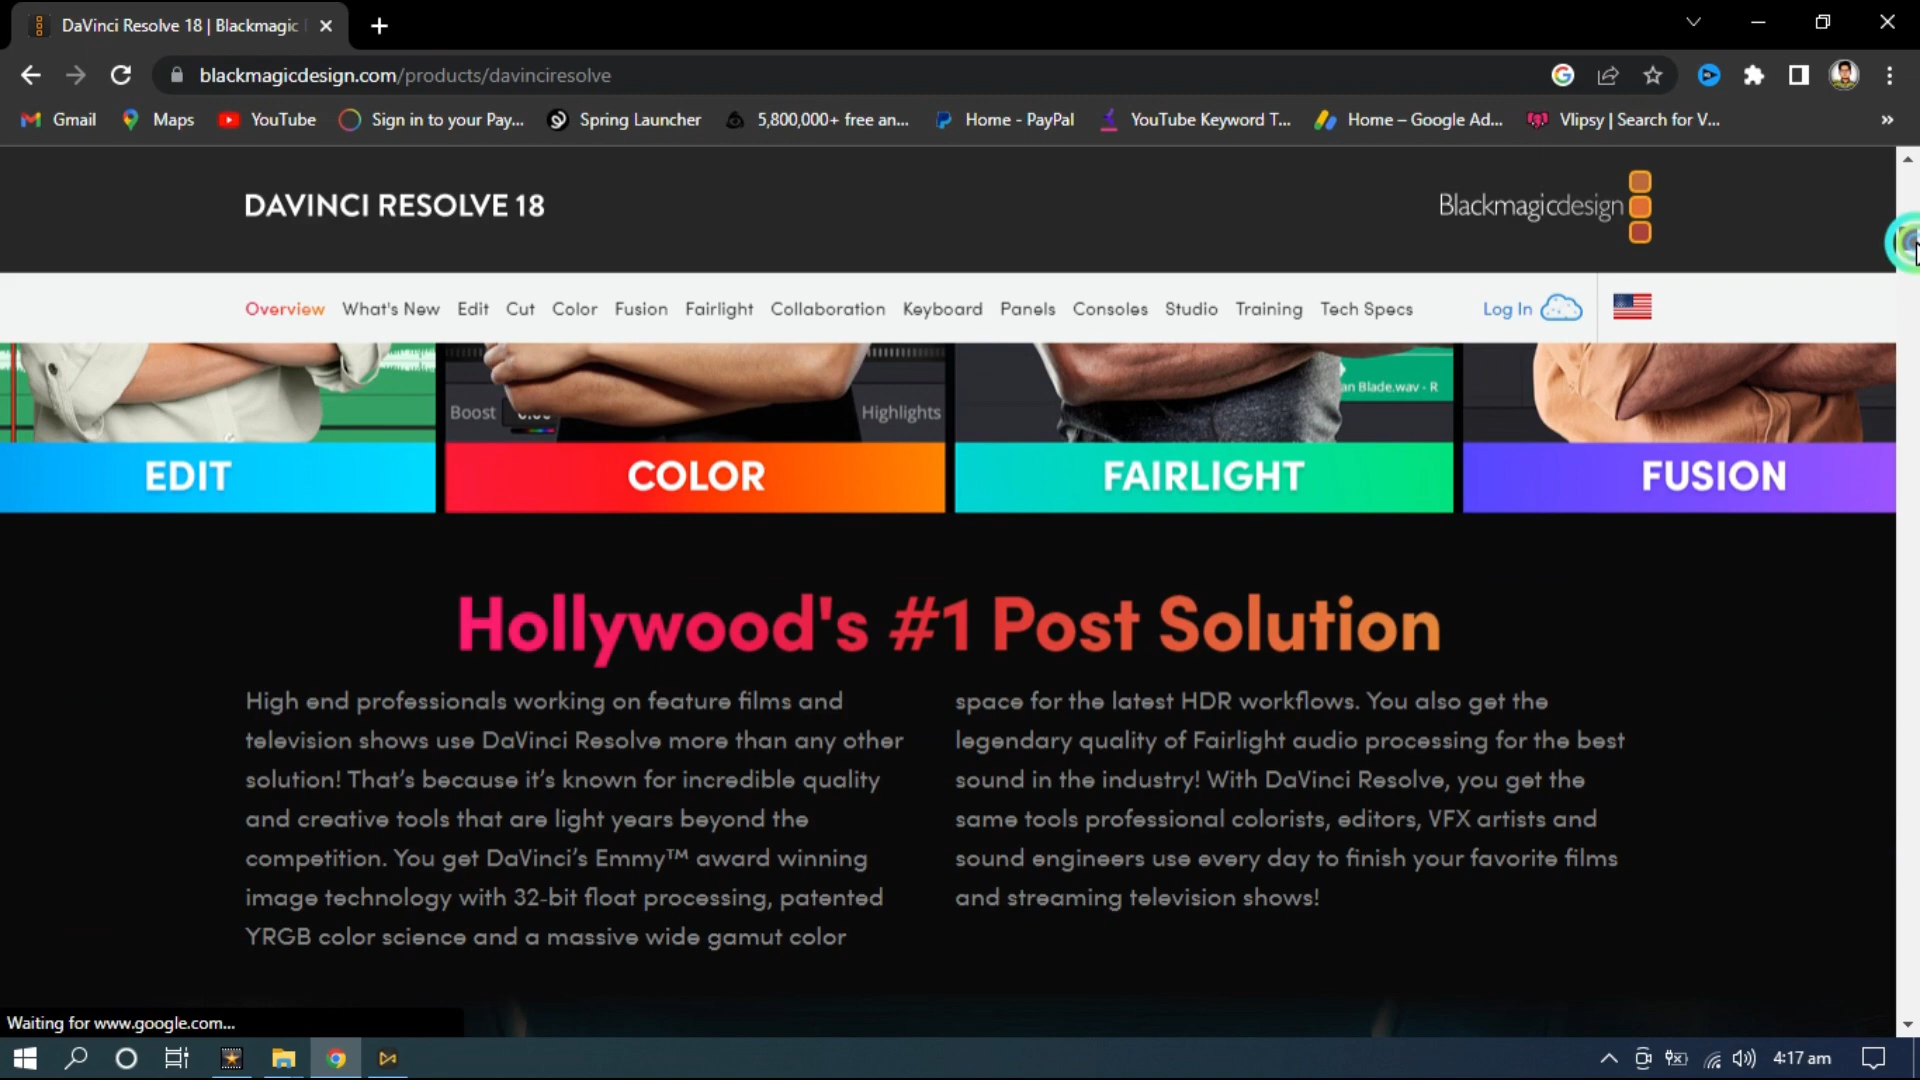 DaVinci Resolve 18 | Blackmagic
blackmagicdesign.com/products/davinciresolve
Gmail Maps YouTube Sign in to your Pay... Spring Launcher 5,800,000+ free an... Home - PayPal YouTube Keyword T... Home – Google Ad... Vlipsy | Search for V... »
DAVINCI RESOLVE 18
Blackmagicdesign
Overview What's New Edit Cut Color Fusion Fairlight Collaboration Keyboard Panels Consoles Studio Training Tech Specs Log In
an Blade.wav - R
Boost Highlights
EDIT COLOR FAIRLIGHT FUSION
Hollywood's #1 Post Solution
High end professionals working on feature films and
television shows use DaVinci Resolve more than any other
solution! That's because it's known for incredible quality
and creative tools that are light years beyond the
competition. You get DaVinci's Emmy™ award winning
image technology with 32-bit float processing, patented
YRGB color science and a massive wide gamut color
space for the latest HDR workflows. You also get the
legendary quality of Fairlight audio processing for the best
sound in the industry! With DaVinci Resolve, you get the
same tools professional colorists, editors, VFX artists and
sound engineers use every day to finish your favorite films
and streaming television shows!
Waiting for www.google.com...
4:17 am